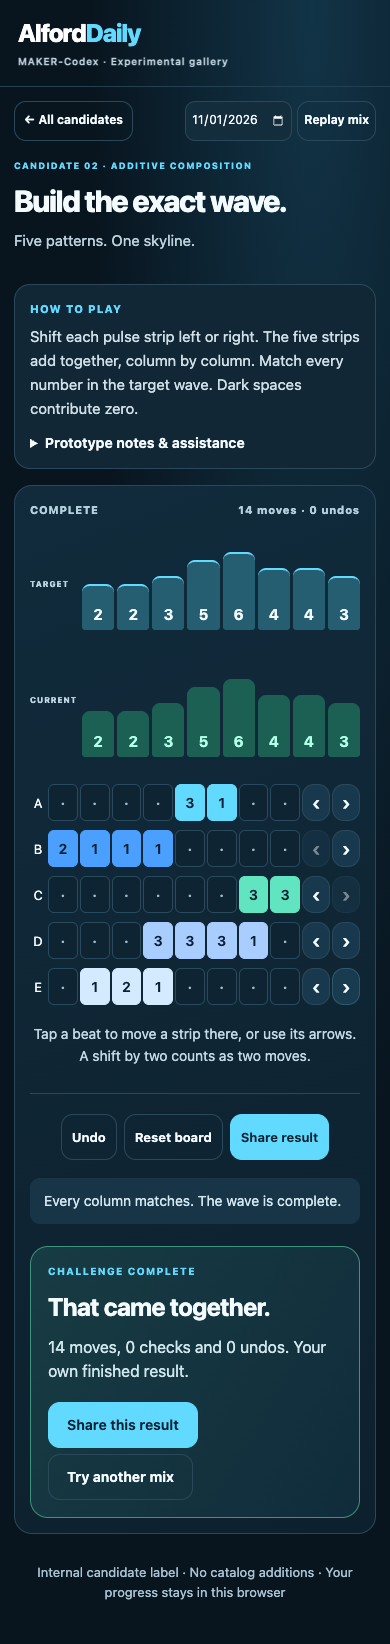 AlfordDaily
MAKER-Codex · Experimental gallery
← All candidates
11/01/2026
Replay mix
CANDIDATE 02 · ADDITIVE COMPOSITION
Build the exact wave.
Five patterns. One skyline.
HOW TO PLAY
Shift each pulse strip left or right. The five strips
add together, column by column. Match every
number in the target wave. Dark spaces
contribute zero.
▶ Prototype notes & assistance
COMPLETE
14 moves · 0 undos
TARGET
2 2 3 5 6 4 4 3
CURRENT
2 2 3 5 6 4 4 3
A · · · · 3 1 · · ‹ ›
B 2 1 1 1 · · · · ‹ ›
C · · · · · · 3 3 ‹ ›
D · · · 3 3 3 1 · ‹ ›
E · 1 2 1 · · · · ‹ ›
Tap a beat to move a strip there, or use its arrows.
A shift by two counts as two moves.
Undo
Reset board
Share result
Every column matches. The wave is complete.
CHALLENGE COMPLETE
That came together.
14 moves, 0 checks and 0 undos. Your
own finished result.
Share this result
Try another mix
Internal candidate label · No catalog additions · Your
progress stays in this browser